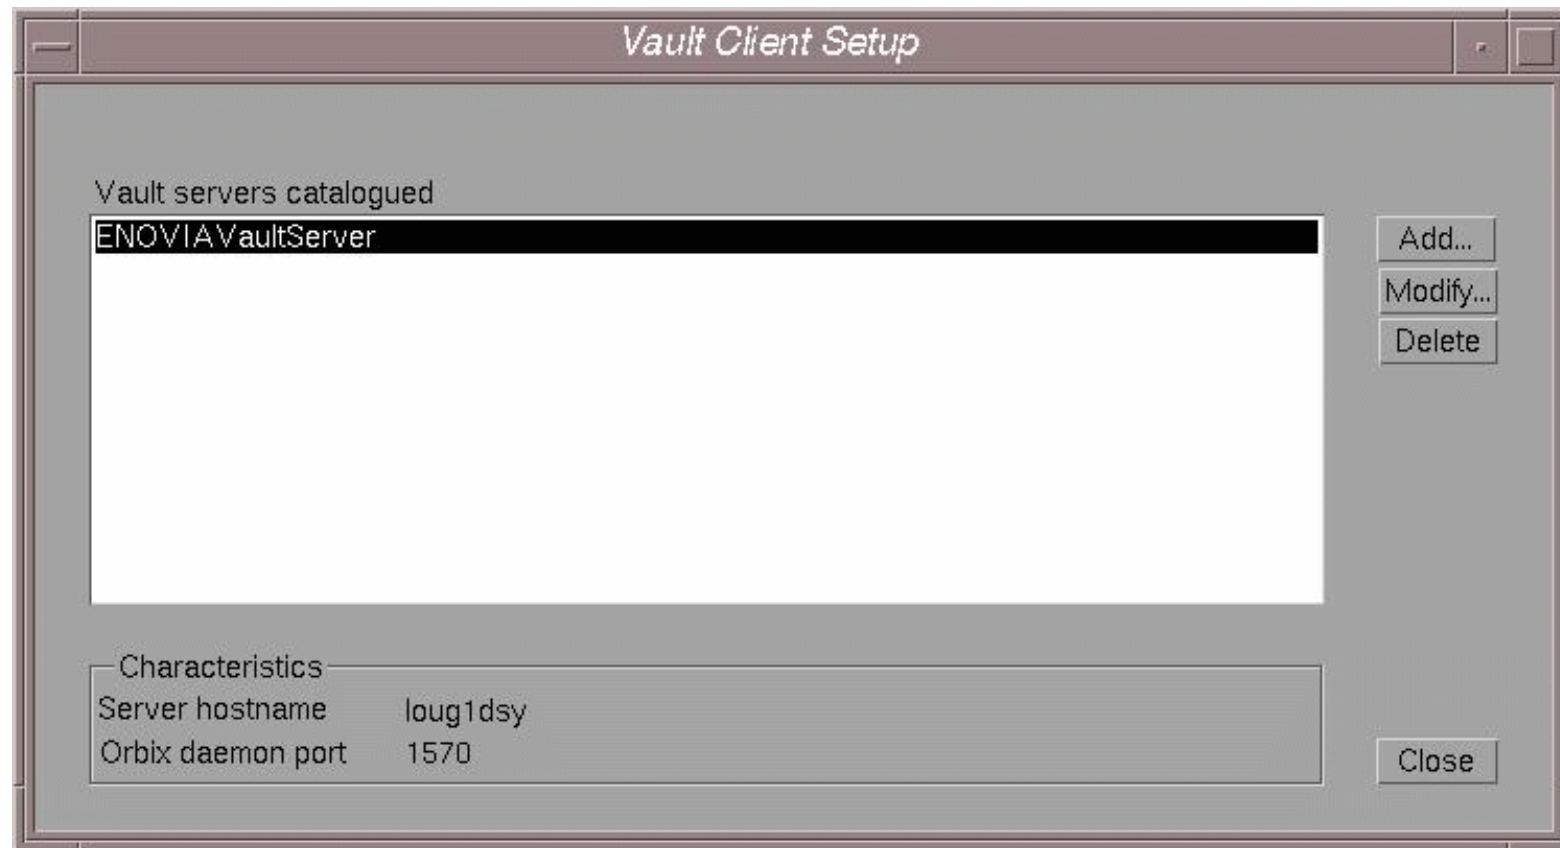 Vault Client Setup
Vault servers catalogued
ENOVIAVaultServer
Add...
Modify...
Delete
Characteristics
Server hostname loug1dsy
Orbix daemon port 1570
Close